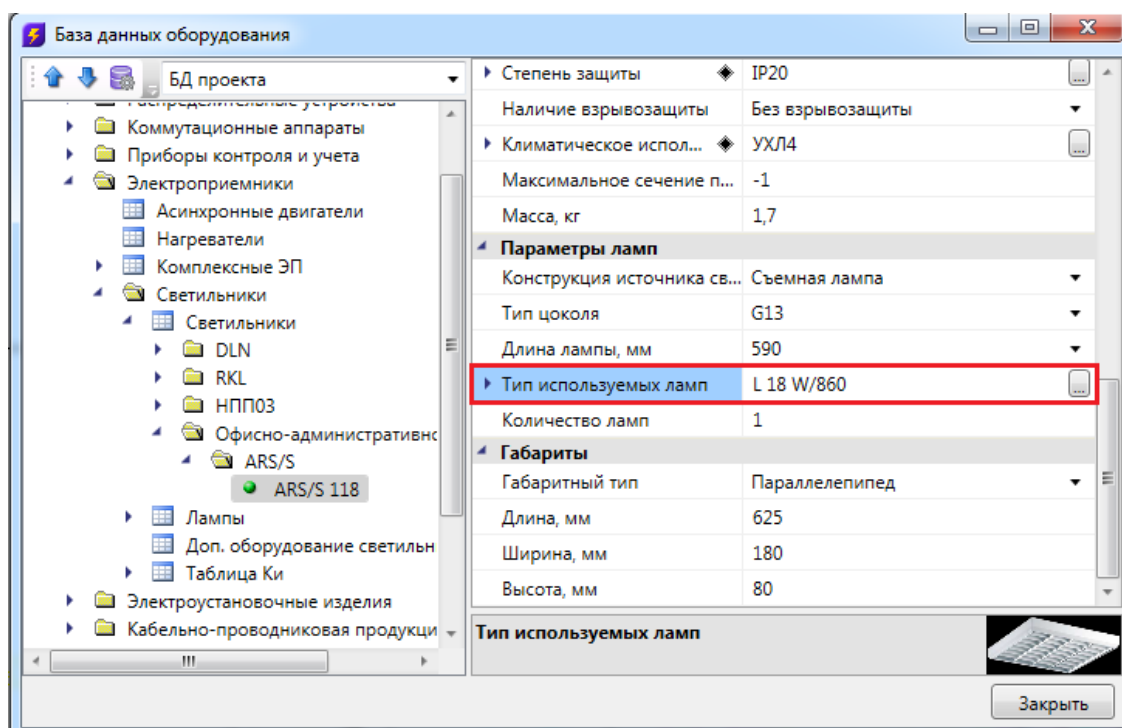 База данных оборудования
БД проекта
Распределительные устройства
Коммутационные аппараты
Приборы контроля и учета
Электроприемники
Асинхронные двигатели
Нагреватели
Комплексные ЭП
Светильники
Светильники
DLN
RKL
НПП03
Офисно-административнс
ARS/S
ARS/S 118
Лампы
Доп. оборудование светильн
Таблица Ки
Электроустановочные изделия
Кабельно-проводниковая продукци
Степень защиты IP20 ...
Наличие взрывозащиты Без взрывозащиты
Климатическое испол... УХЛ4 ...
Максимальное сечение п... -1
Масса, кг 1,7
Параметры ламп
Конструкция источника св... Съемная лампа
Тип цоколя G13
Длина лампы, мм 590
Тип используемых ламп L 18 W/860 ...
Количество ламп 1
Габариты
Габаритный тип Параллелепипед
Длина, мм 625
Ширина, мм 180
Высота, мм 80
Тип используемых ламп
Закрыть